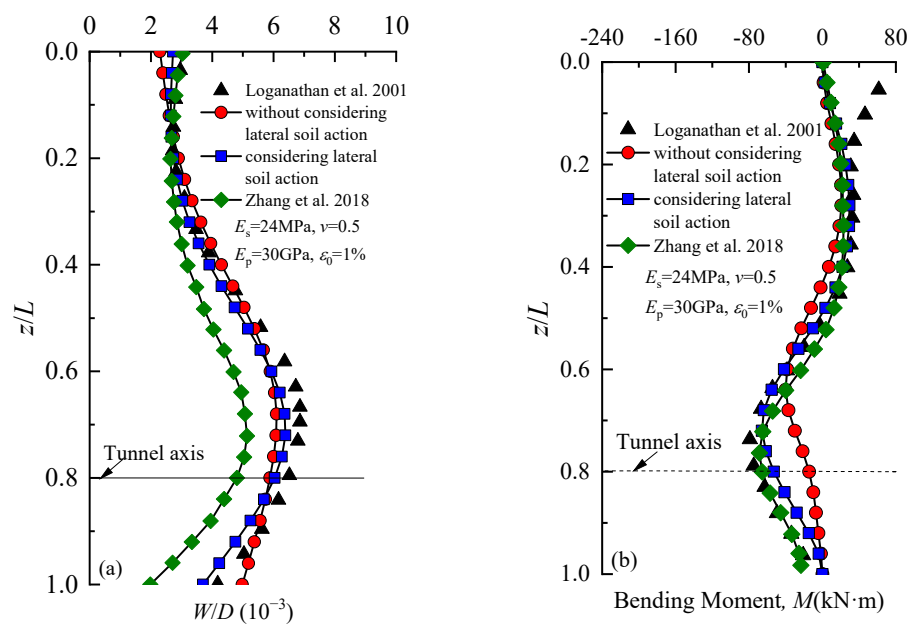 0 2 4 6 8 10
0.0
0.2
0.4
0.6
0.8
1.0
z/L
Loganathan et al. 2001
without considering
lateral soil action
considering lateral
soil action
Zhang et al. 2018
Es=24MPa, ν=0.5
Ep=30GPa, ε0=1%
Tunnel axis
(a)
W/D (10⁻³)
-240 -160 -80 0 80
0.0
0.2
0.4
0.6
0.8
1.0
z/L
Loganathan et al. 2001
without considering
lateral soil action
considering lateral
soil action
Zhang et al. 2018
Es=24MPa, ν=0.5
Ep=30GPa, ε0=1%
Tunnel axis
(b)
Bending Moment, M(kN·m)